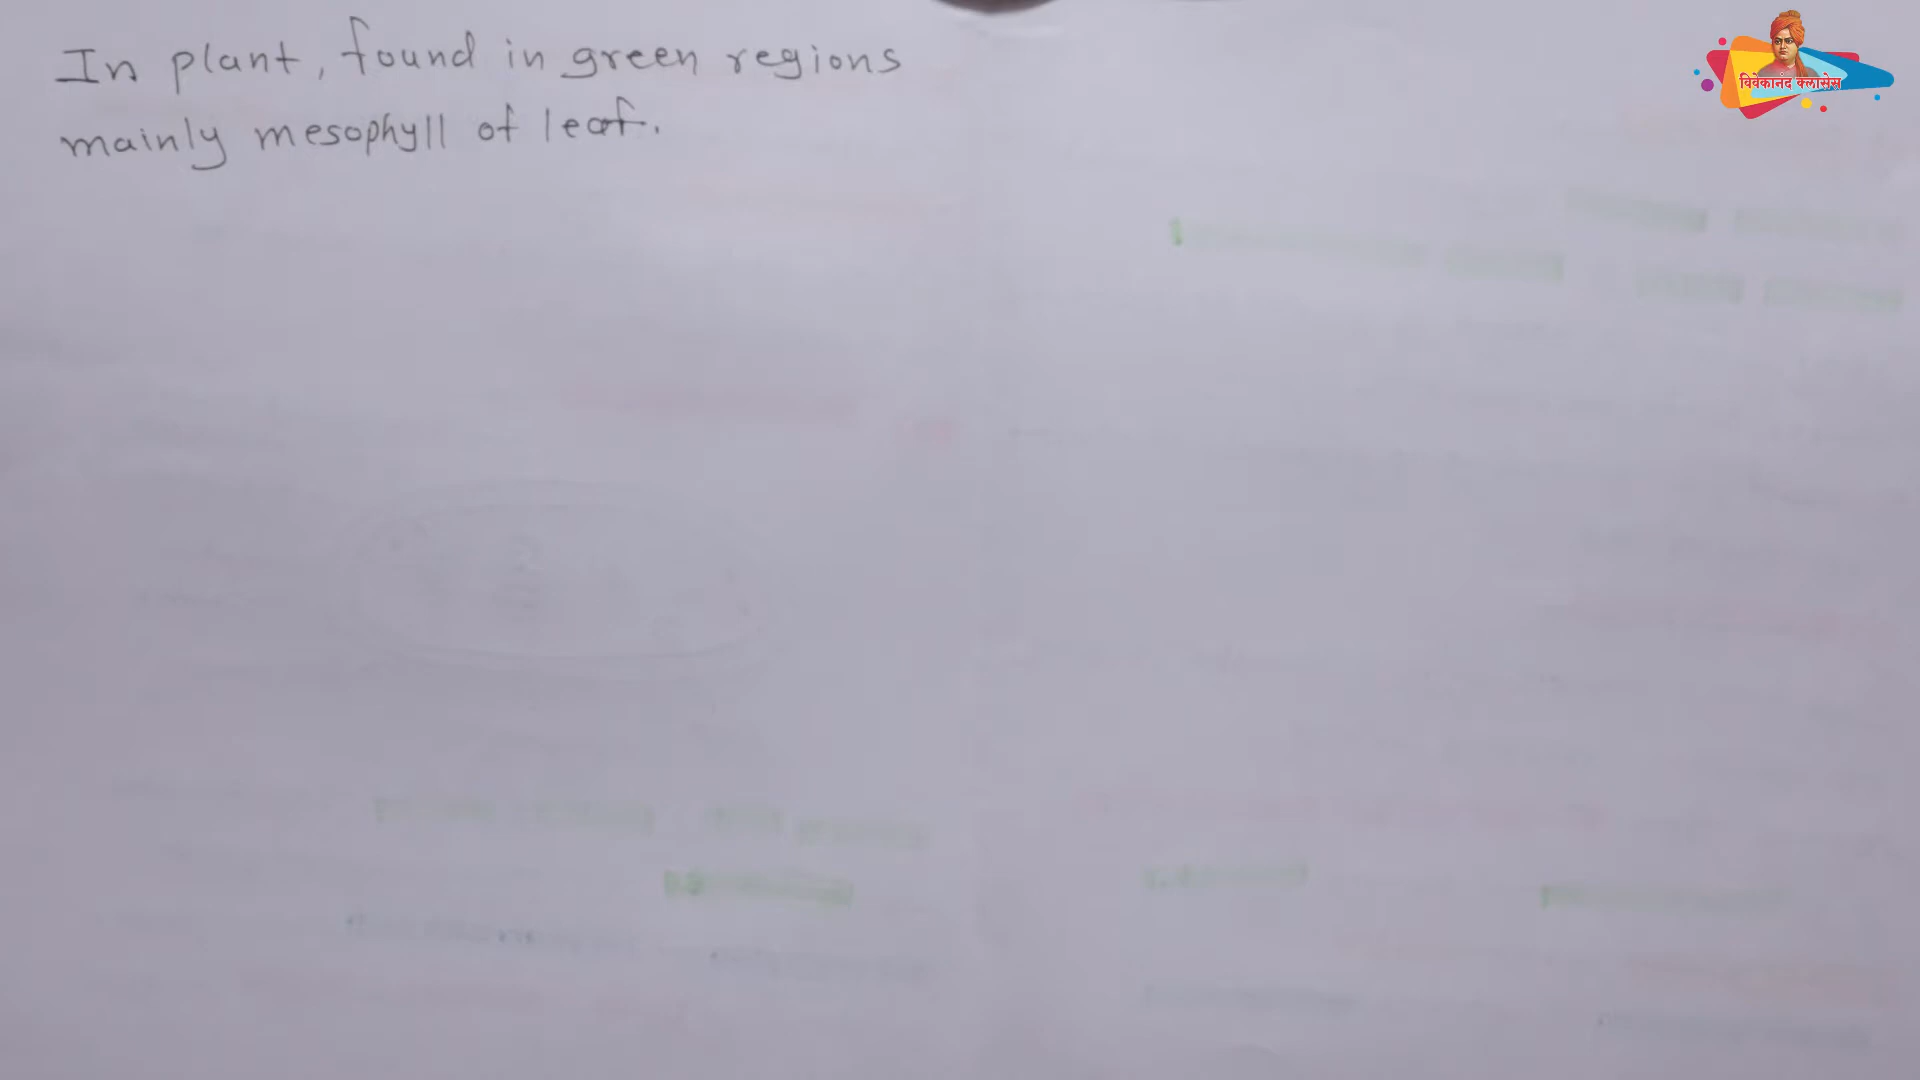 In plant, found in green regions
mainly mesophyll of leaf.
विवेकानंद क्लासेस